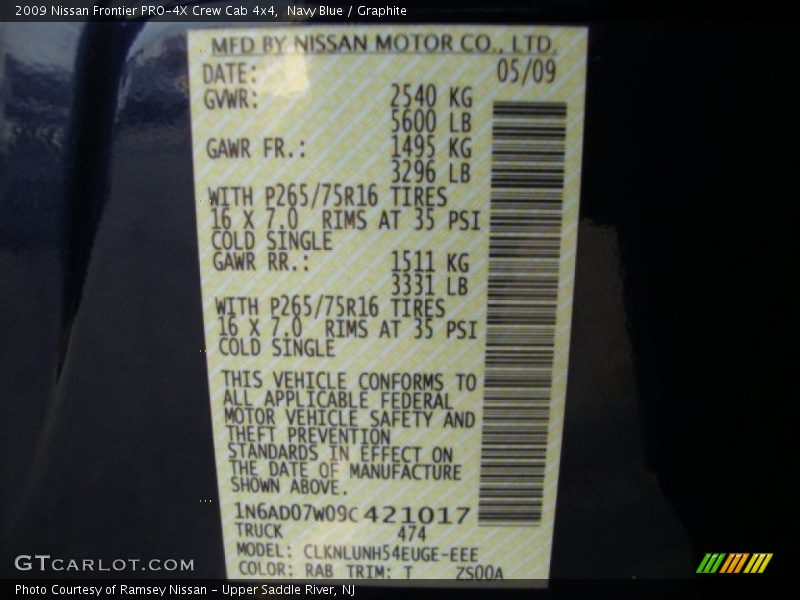 2009 Nissan Frontier PRO-4X Crew Cab 4x4, Navy Blue / Graphite
MFD BY NISSAN MOTOR CO., LTD.
DATE: 05/09
GVWR: 2540 KG
5600 LB
GAWR FR.: 1495 KG
3296 LB
WITH P265/75R16 TIRES
16 X 7.0 RIMS AT 35 PSI
COLD SINGLE
GAWR RR.: 1511 KG
3331 LB
WITH P265/75R16 TIRES
16 X 7.0 RIMS AT 35 PSI
COLD SINGLE
THIS VEHICLE CONFORMS TO
ALL APPLICABLE FEDERAL
MOTOR VEHICLE SAFETY AND
THEFT PREVENTION
STANDARDS IN EFFECT ON
THE DATE OF MANUFACTURE
SHOWN ABOVE.
1N6AD07W09C421017
TRUCK 474
MODEL: CLKNLUNH54EUGE-EEE
COLOR: RAB TRIM: T ZS00A
GTCARLOT.COM
Photo Courtesy of Ramsey Nissan - Upper Saddle River, NJ